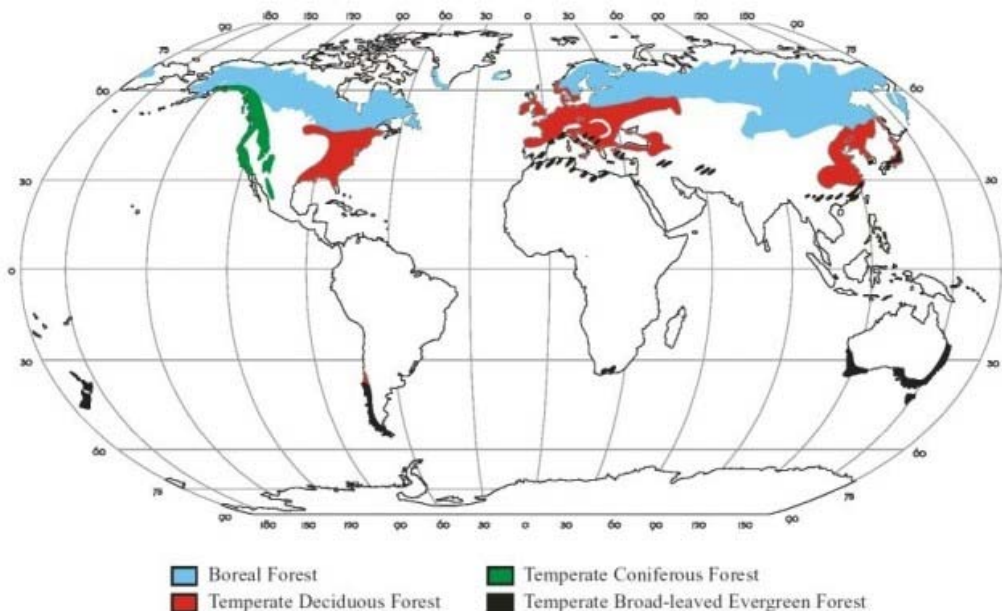 180 150 120 90 60 30 0 30 60 90 120 150 180
90 90
75 75
60 60
30 30
0 0
30 30
60 60
75 75
90 180 150 120 90 60 30 0 30 60 90 120 150 90
Boreal Forest
Temperate Deciduous Forest
Temperate Coniferous Forest
Temperate Broad-leaved Evergreen Forest